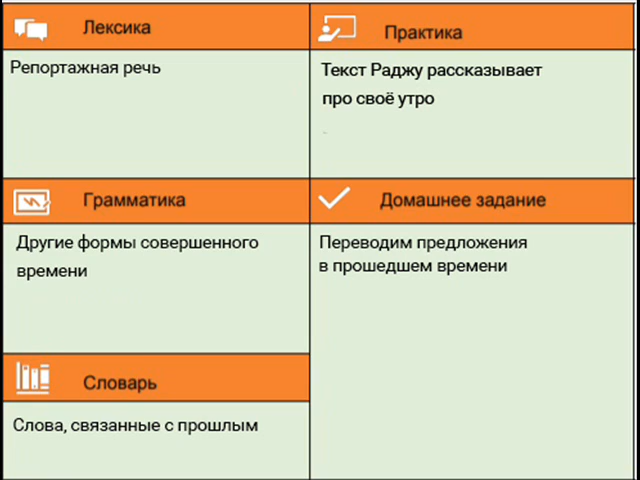 Лексика
Репортажная речь
Практика
Текст Раджу рассказывает
про своё утро
Грамматика
Другие формы совершенного
времени
Домашнее задание
Переводим предложения
в прошедшем времени
Словарь
Слова, связанные с прошлым